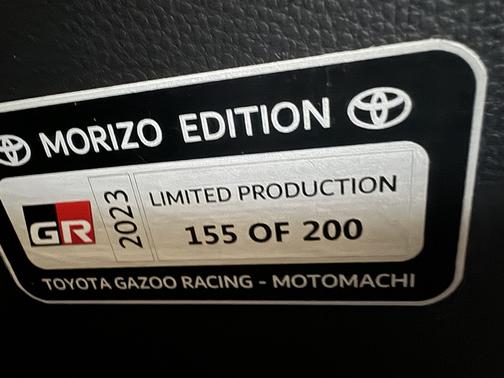 MORIZO EDITION
GR
2023
LIMITED PRODUCTION
155 OF 200
TOYOTA GAZOO RACING - MOTOMACHI